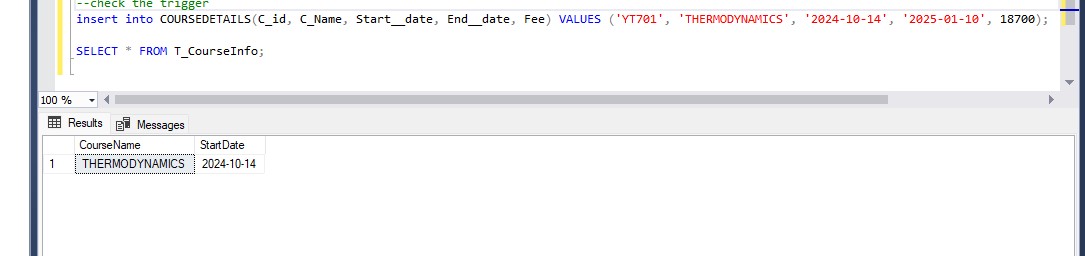 --check the trigger
insert into COURSEDETAILS(C_id, C_Name, Start__date, End__date, Fee) VALUES ('YT701', 'THERMODYNAMICS', '2024-10-14', '2025-01-10', 18700);
SELECT * FROM T_CourseInfo;
100 %
Results Messages
CourseName StartDate
1 THERMODYNAMICS 2024-10-14